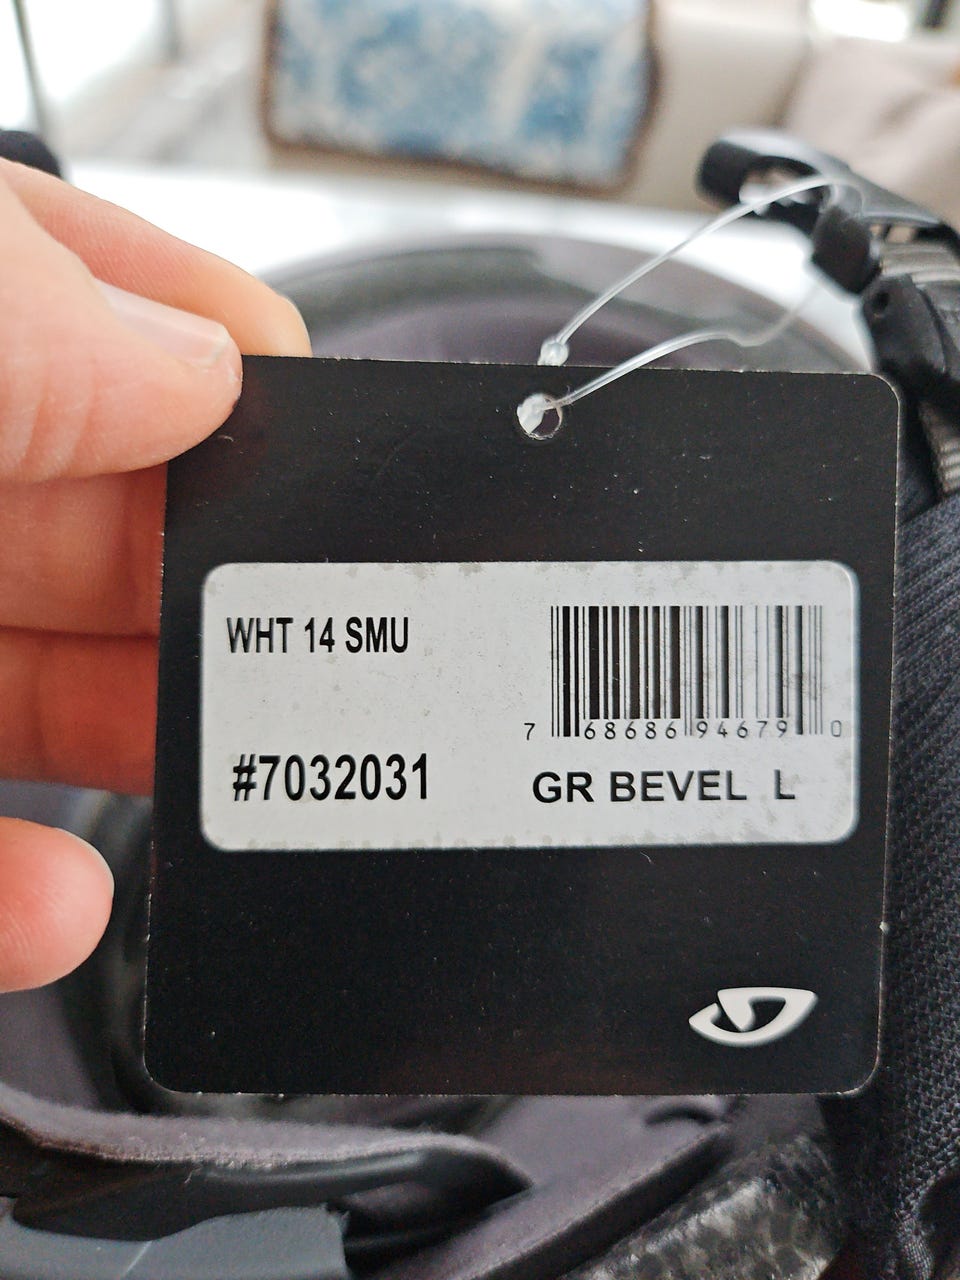 WHT 14 SMU
7 68686 94679 0
#7032031
GR BEVEL L